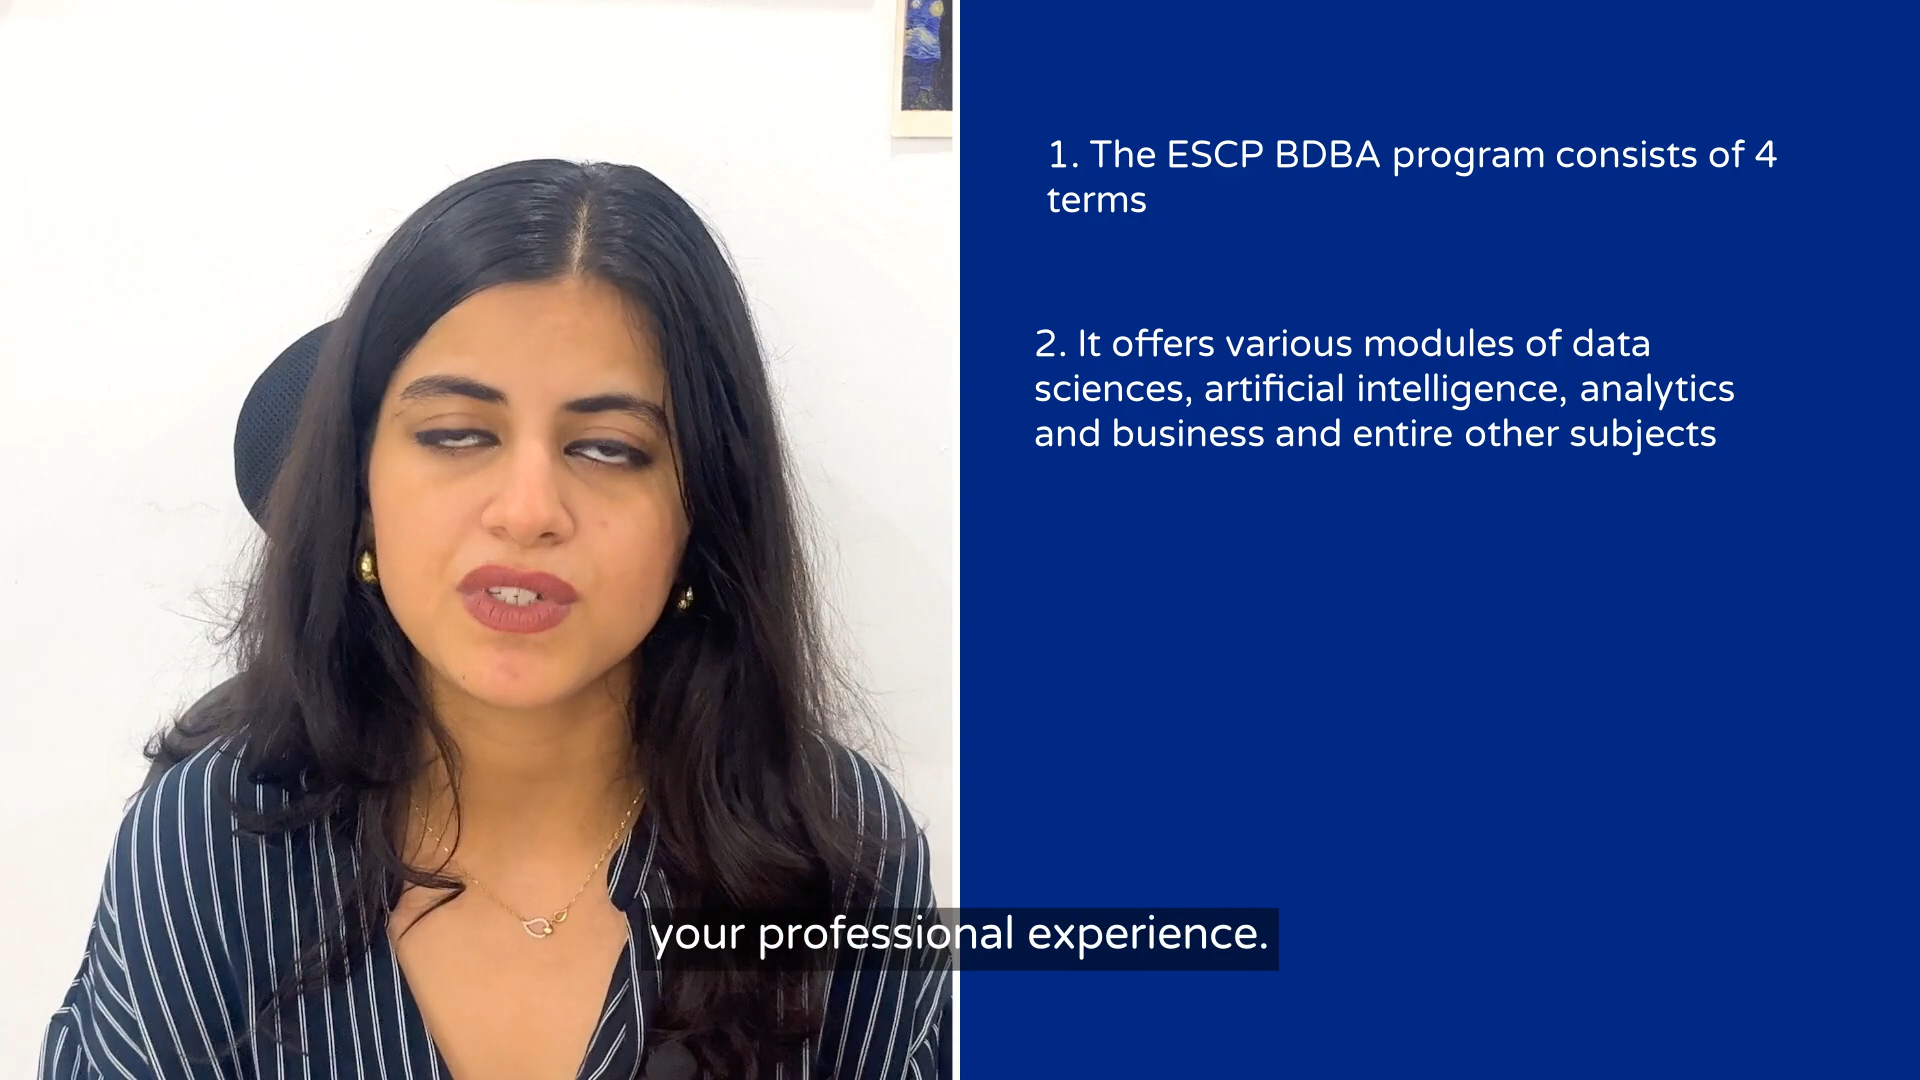 1. The ESCP BDBA program consists of 4
terms
2. It offers various modules of data
sciences, artificial intelligence, analytics
and business and entire other subjects
your professional experience.